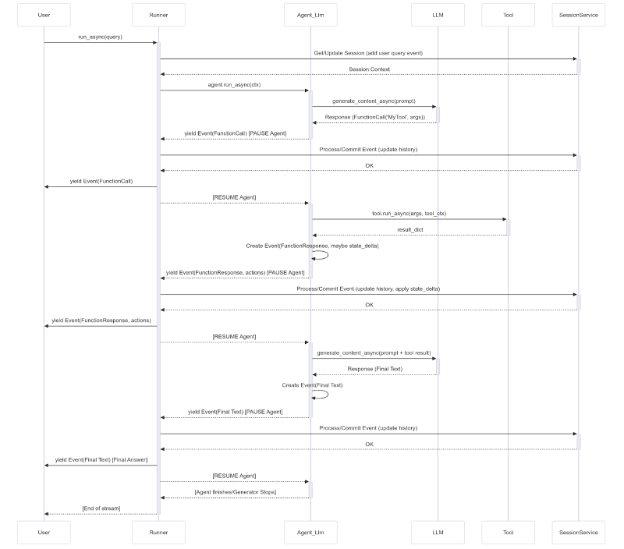 User Runner Agent_Llm LLM Tool SessionService
run_async(query)
Get/Update Session (add user query event)
Session Context
agent.run_async(ctx)
generate_content_async(prompt)
Response (FunctionCall('MyTool', args))
yield Event(FunctionCall) [PAUSE Agent]
Process/Commit Event (update history)
OK
yield Event(FunctionCall)
[RESUME Agent]
tool.run_async(args, tool_ctx)
result_dict
Create Event(FunctionResponse, maybe state_delta)
yield Event(FunctionResponse, actions) [PAUSE Agent]
Process/Commit Event (update history, apply state_delta)
OK
yield Event(FunctionResponse, actions)
[RESUME Agent]
generate_content_async(prompt + tool result)
Response (Final Text)
Create Event(Final Text)
yield Event(Final Text) [PAUSE Agent]
Process/Commit Event (update history)
OK
yield Event(Final Text) [Final Answer]
[RESUME Agent]
[Agent finishes/Generator Stops]
[End of stream]
User Runner Agent_Llm LLM Tool SessionService